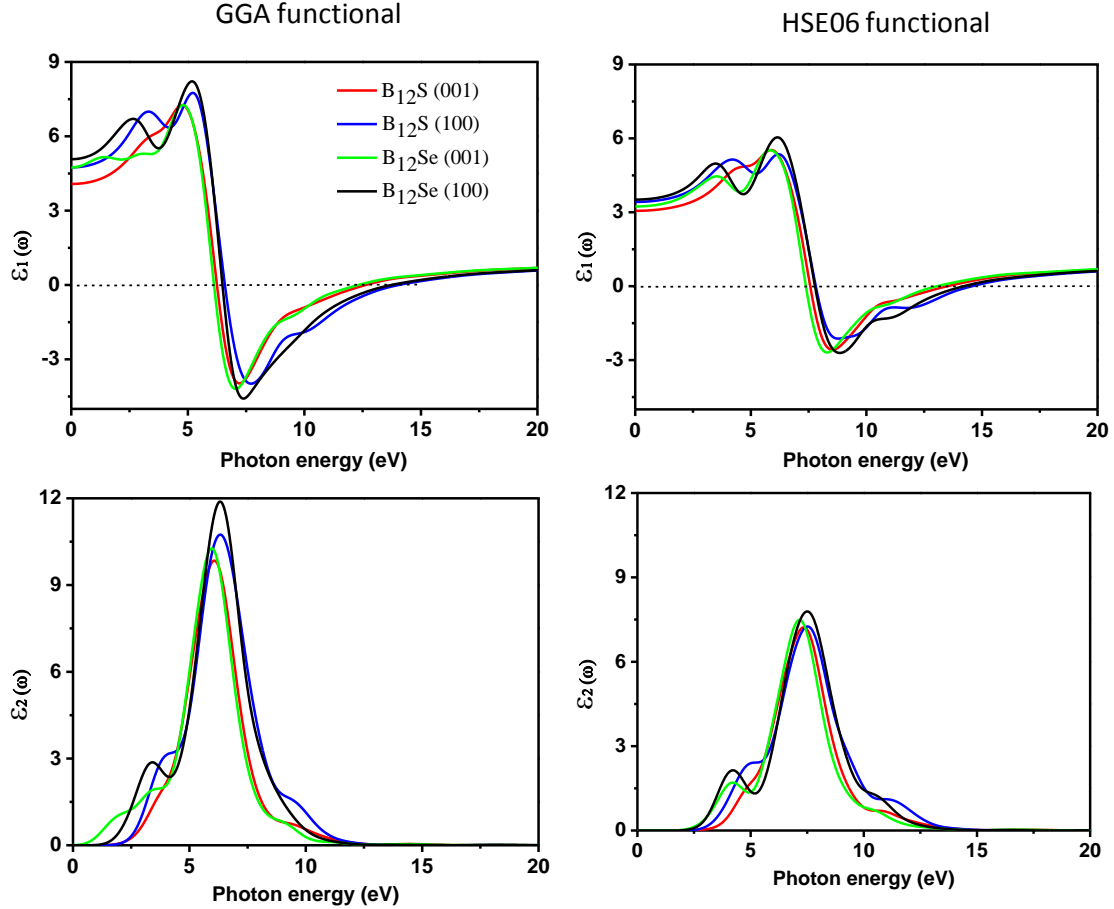 GGA functional
HSE06 functional
9
6
3
0
-3
ε1 (ω)
B12S (001)
B12S (100)
B12Se (001)
B12Se (100)
0 5 10 15 20
Photon energy (eV)
9
6
3
0
-3
ε1 (ω)
0 5 10 15 20
Photon energy (eV)
12
9
6
3
0
ε2 (ω)
0 5 10 15 20
Photon energy (eV)
12
9
6
3
0
ε2 (ω)
0 5 10 15 20
Photon energy (eV)